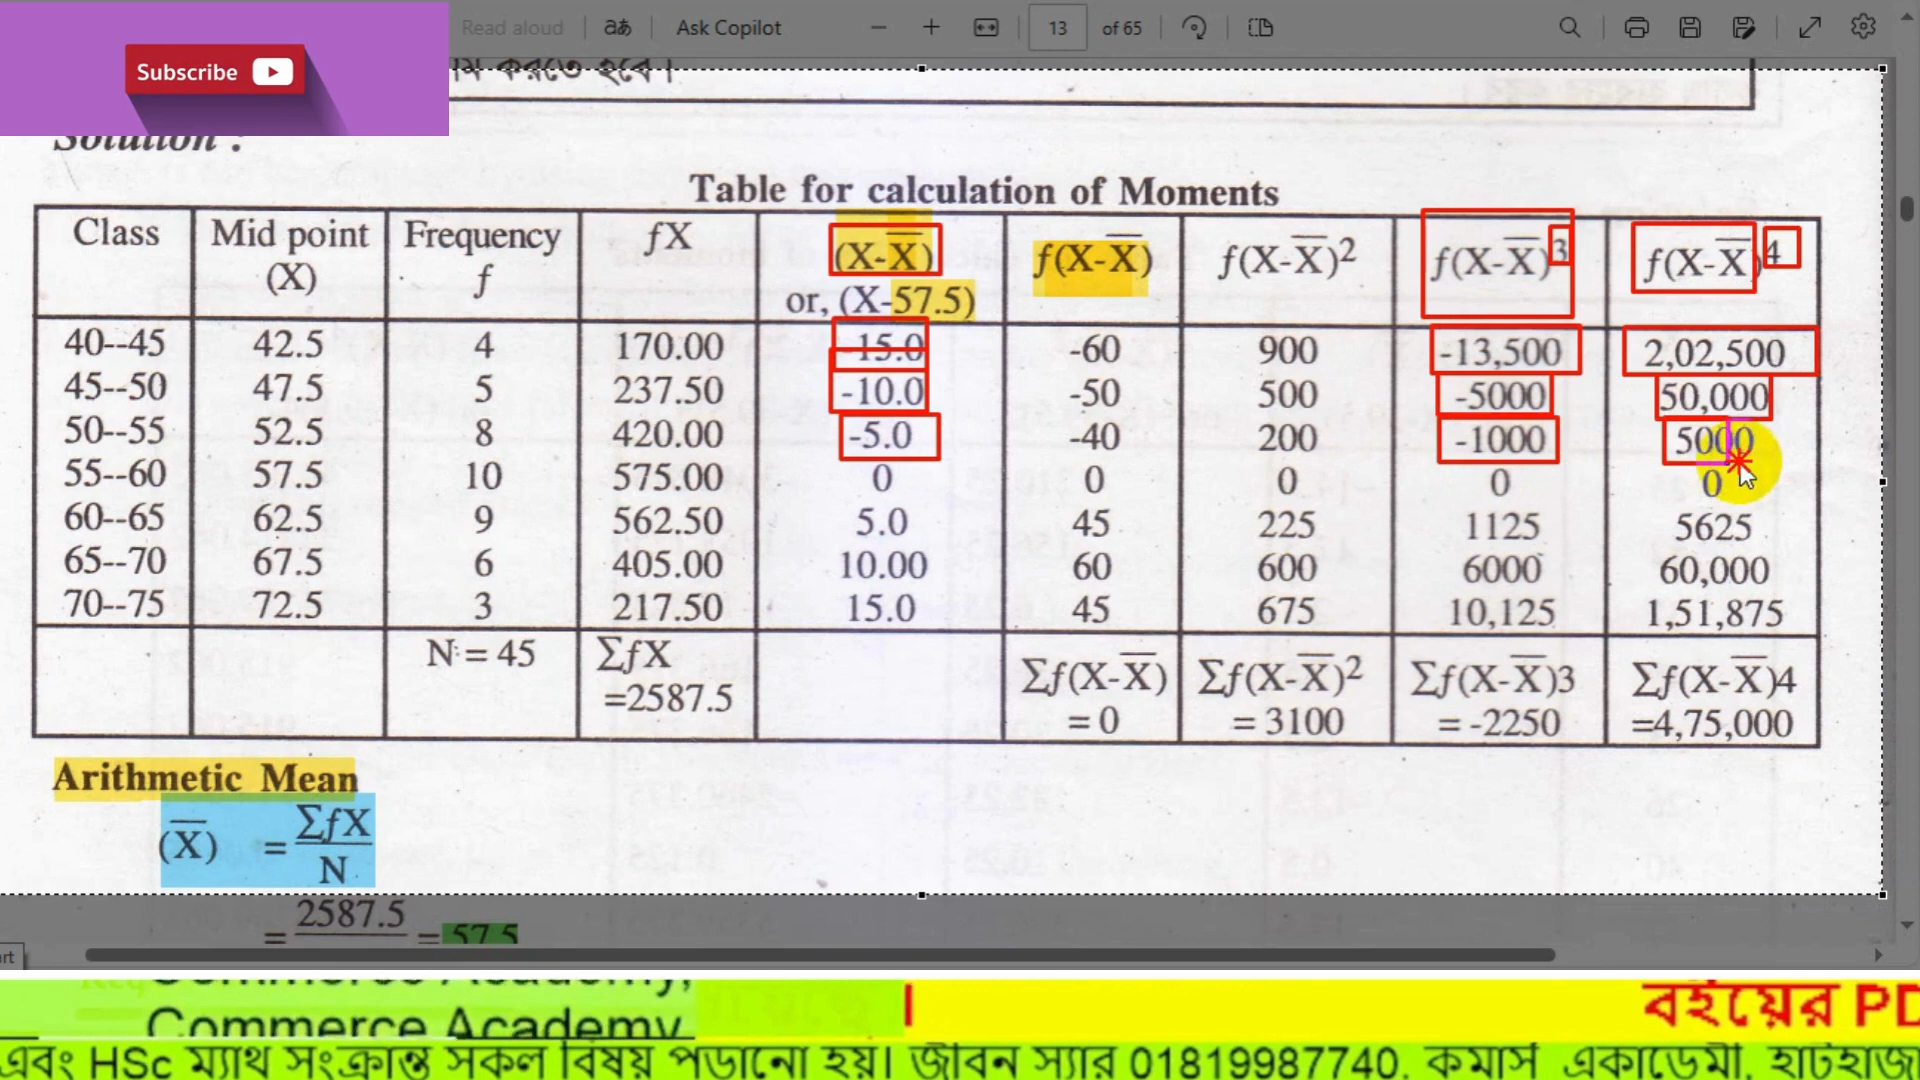 Read aloud
Ask Copilot
13 of 65
Subscribe
করতে হবে।
Solution :
Table for calculation of Moments
Class Mid point (X) Frequency f fX (X-X̅) or, (X-57.5) f(X-X̅) f(X-X̅)² f(X-X̅)³ f(X-X̅)⁴
40--45 42.5 4 170.00 -15.0 -60 900 -13,500 2,02,500
45--50 47.5 5 237.50 -10.0 -50 500 -5000 50,000
50--55 52.5 8 420.00 -5.0 -40 200 -1000 5000
55--60 57.5 10 575.00 0 0 0 0 0
60--65 62.5 9 562.50 5.0 45 225 1125 5625
65--70 67.5 6 405.00 10.00 60 600 6000 60,000
70--75 72.5 3 217.50 15.0 45 675 10,125 1,51,875
N = 45 ∑fX =2587.5 ∑f(X-X̅) = 0 ∑f(X-X̅)² = 3100 ∑f(X-X̅)3 = -2250 ∑f(X-X̅)4 =4,75,000
Arithmetic Mean
(X̅) = ∑fX / N
= 2587.5 = 57.5
Commerce Academy,
Commerce Academy
বইয়ের PD
এবং HSc ম্যাথ সংক্রান্ত সকল বিষয় পড়ানো হয়। জীবন স্যার 01819987740. কমার্স একাডেমী, হাটহাজা